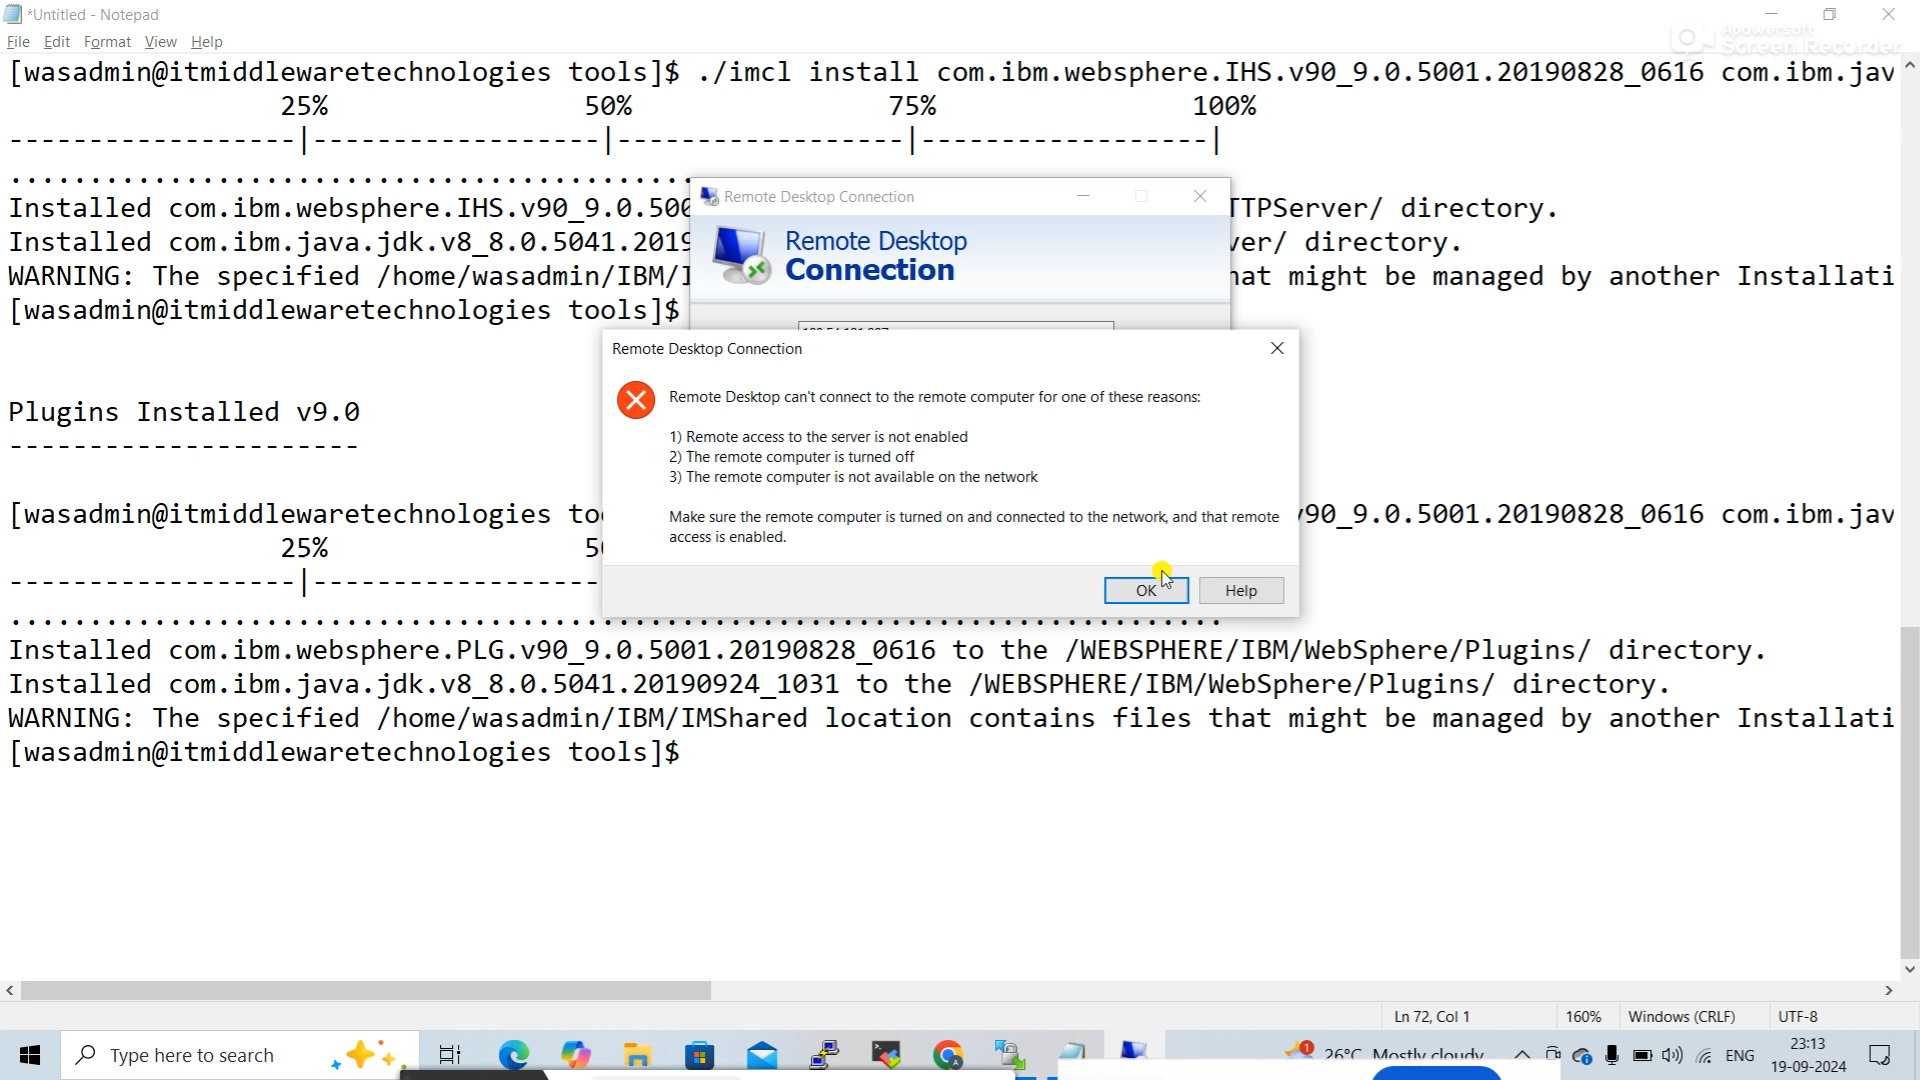 *Untitled - Notepad
File Edit Format View Help
Apowersoft
Screen Recorder
[wasadmin@itmiddlewaretechnologies tools]$ ./imcl install com.ibm.websphere.IHS.v90_9.0.5001.20190828_0616 com.ibm.jav
25% 50% 75% 100%
------------------|------------------|------------------|------------------|
Installed com.ibm.websphere.IHS.v90_9.0.500 TTPServer/ directory.
Installed com.ibm.java.jdk.v8_8.0.5041.2019 ver/ directory.
WARNING: The specified /home/wasadmin/IBM/I hat might be managed by another Installati
[wasadmin@itmiddlewaretechnologies tools]$
Remote Desktop Connection
Remote Desktop
Connection
Remote Desktop Connection
Remote Desktop can't connect to the remote computer for one of these reasons:
1) Remote access to the server is not enabled
2) The remote computer is turned off
3) The remote computer is not available on the network
Make sure the remote computer is turned on and connected to the network, and that remote
access is enabled.
OK Help
Plugins Installed v9.0
----------------------
[wasadmin@itmiddlewaretechnologies too v90_9.0.5001.20190828_0616 com.ibm.jav
25% 50
------------------|------------------
Installed com.ibm.websphere.PLG.v90_9.0.5001.20190828_0616 to the /WEBSPHERE/IBM/WebSphere/Plugins/ directory.
Installed com.ibm.java.jdk.v8_8.0.5041.20190924_1031 to the /WEBSPHERE/IBM/WebSphere/Plugins/ directory.
WARNING: The specified /home/wasadmin/IBM/IMShared location contains files that might be managed by another Installati
[wasadmin@itmiddlewaretechnologies tools]$
Ln 72, Col 1 160% Windows (CRLF) UTF-8
Type here to search
1 26°C Mostly cloudy ENG 23:13
19-09-2024